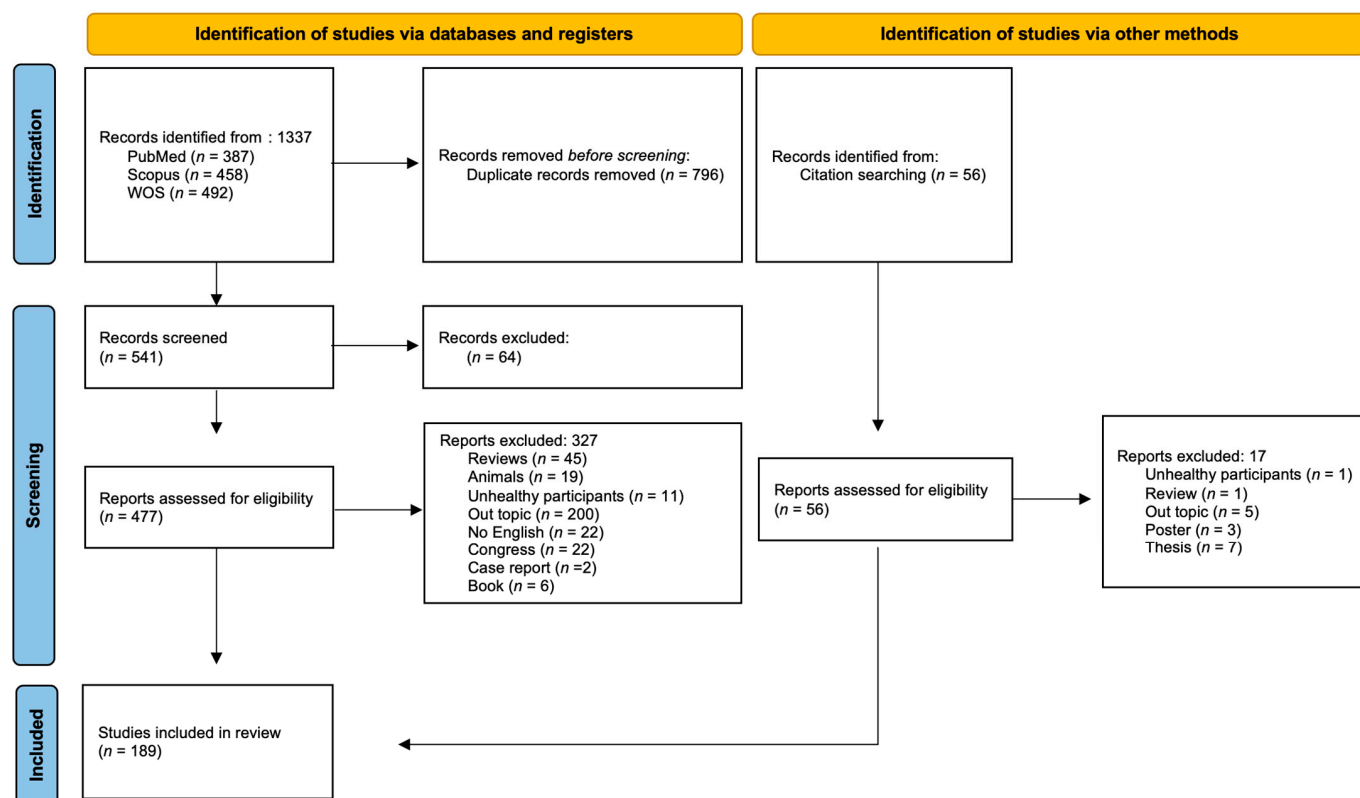 Identification of studies via databases and registers
Identification of studies via other methods
Identification
Records identified from : 1337
PubMed (n = 387)
Scopus (n = 458)
WOS (n = 492)
Records removed before screening:
Duplicate records removed (n = 796)
Records identified from:
Citation searching (n = 56)
Screening
Records screened
(n = 541)
Records excluded:
(n = 64)
Reports assessed for eligibility
(n = 477)
Reports excluded: 327
Reviews (n = 45)
Animals (n = 19)
Unhealthy participants (n = 11)
Out topic (n = 200)
No English (n = 22)
Congress (n = 22)
Case report (n =2)
Book (n = 6)
Reports assessed for eligibility
(n = 56)
Reports excluded: 17
Unhealthy participants (n = 1)
Review (n = 1)
Out topic (n = 5)
Poster (n = 3)
Thesis (n = 7)
Included
Studies included in review
(n = 189)